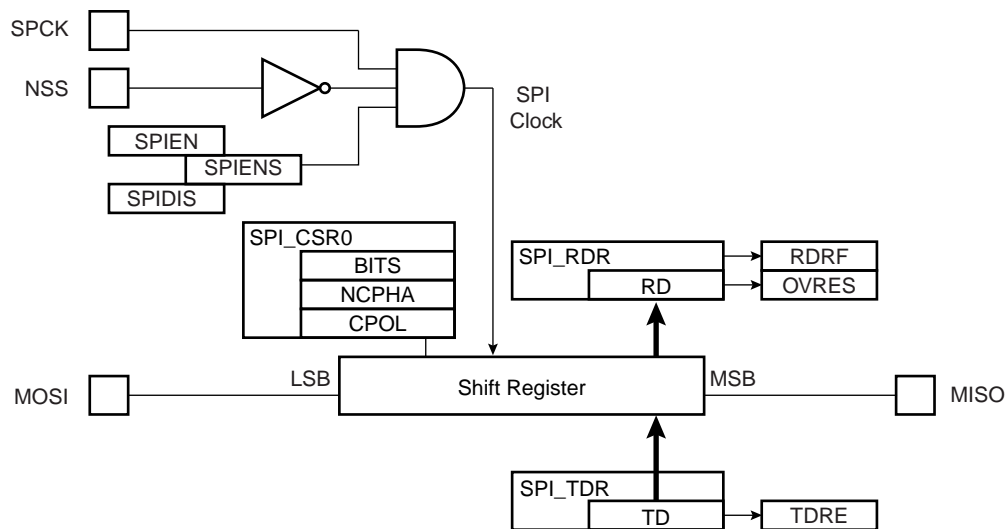 SPCK
NSS
SPI
Clock
SPIEN
SPIENS
SPIDIS
SPI_CSR0
BITS
NCPHA
CPOL
SPI_RDR
RD
RDRF
OVRES
MOSI
LSB
Shift Register
MSB
MISO
SPI_TDR
TD
TDRE